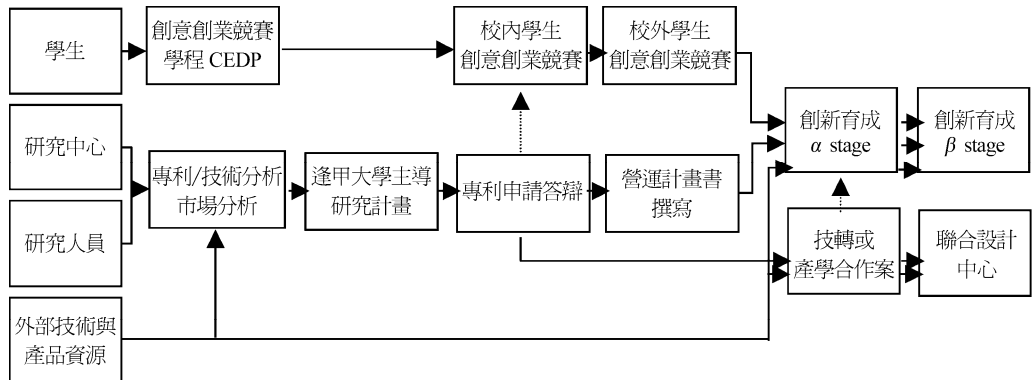 學生
創意創業競賽
學程 CEDP
校內學生
創意創業競賽
校外學生
創意創業競賽
研究中心
創新育成
α stage
創新育成
β stage
專利/技術分析
市場分析
逢甲大學主導
研究計畫
專利申請答辯
營運計畫書
撰寫
研究人員
技轉或
產學合作案
聯合設計
中心
外部技術與
產品資源